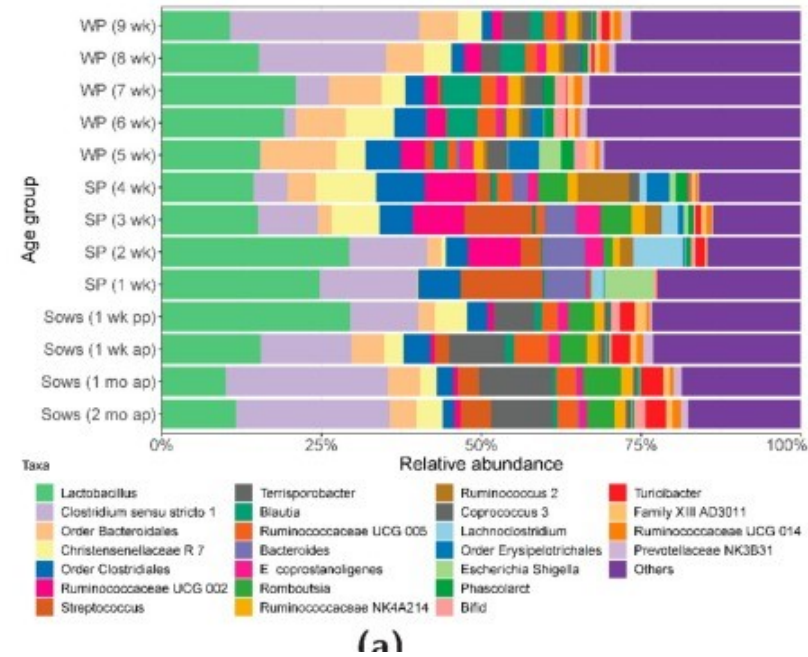 WP (9 wk)
WP (8 wk)
WP (7 wk)
WP (6 wk)
WP (5 wk)
SP (4 wk)
SP (3 wk)
SP (2 wk)
SP (1 wk)
Sows (1 wk pp)
Sows (1 wk ap)
Sows (1 mo ap)
Sows (2 mo ap)
Age group
0% 25% 50% 75% 100%
Relative abundance
Taxa
Lactobacillus
Clostridium sensu stricto 1
Order Bacteroidales
Christensenellaceae R 7
Order Clostridiales
Ruminococcaceae UCG 002
Streptococcus
Terrisporobacter
Blautia
Ruminococcaceae UCG 005
Bacteroides
E coprostanoligenes
Romboutsia
Ruminococcaceae NK4A214
Ruminococcus 2
Coprococcus 3
Lachnoclostridium
Order Erysipelotrichales
Escherichia Shigella
Phascolarct
Bifid
Turicibacter
Family XIII AD3011
Ruminococcaceae UCG 014
Prevotellaceae NK3B31
Others
(a)